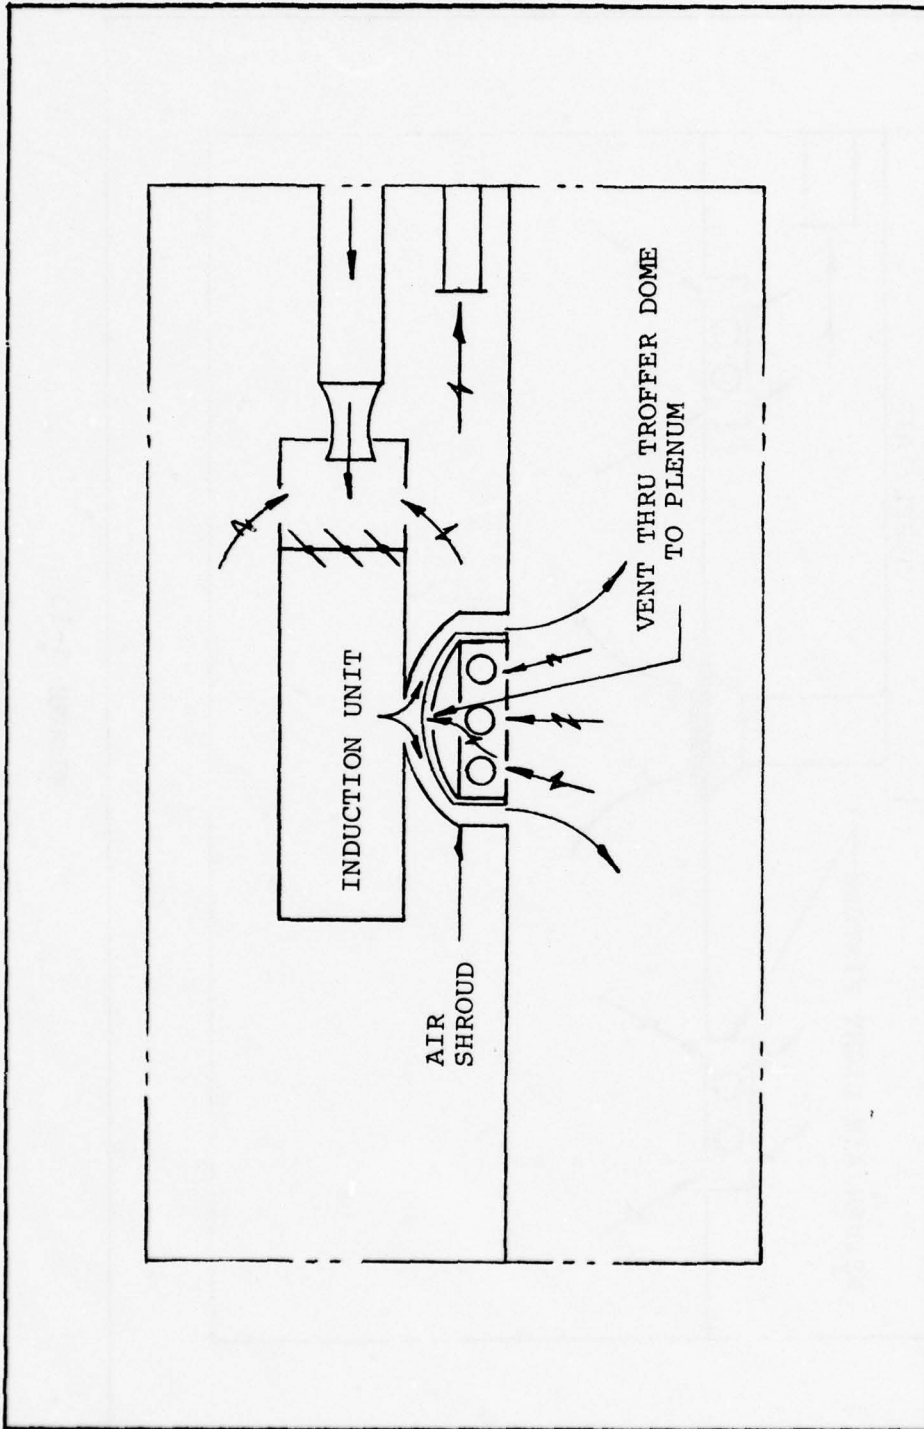 INDUCTION UNIT
AIR
SHROUD
VENT THRU TROFFER DOME
TO PLENUM